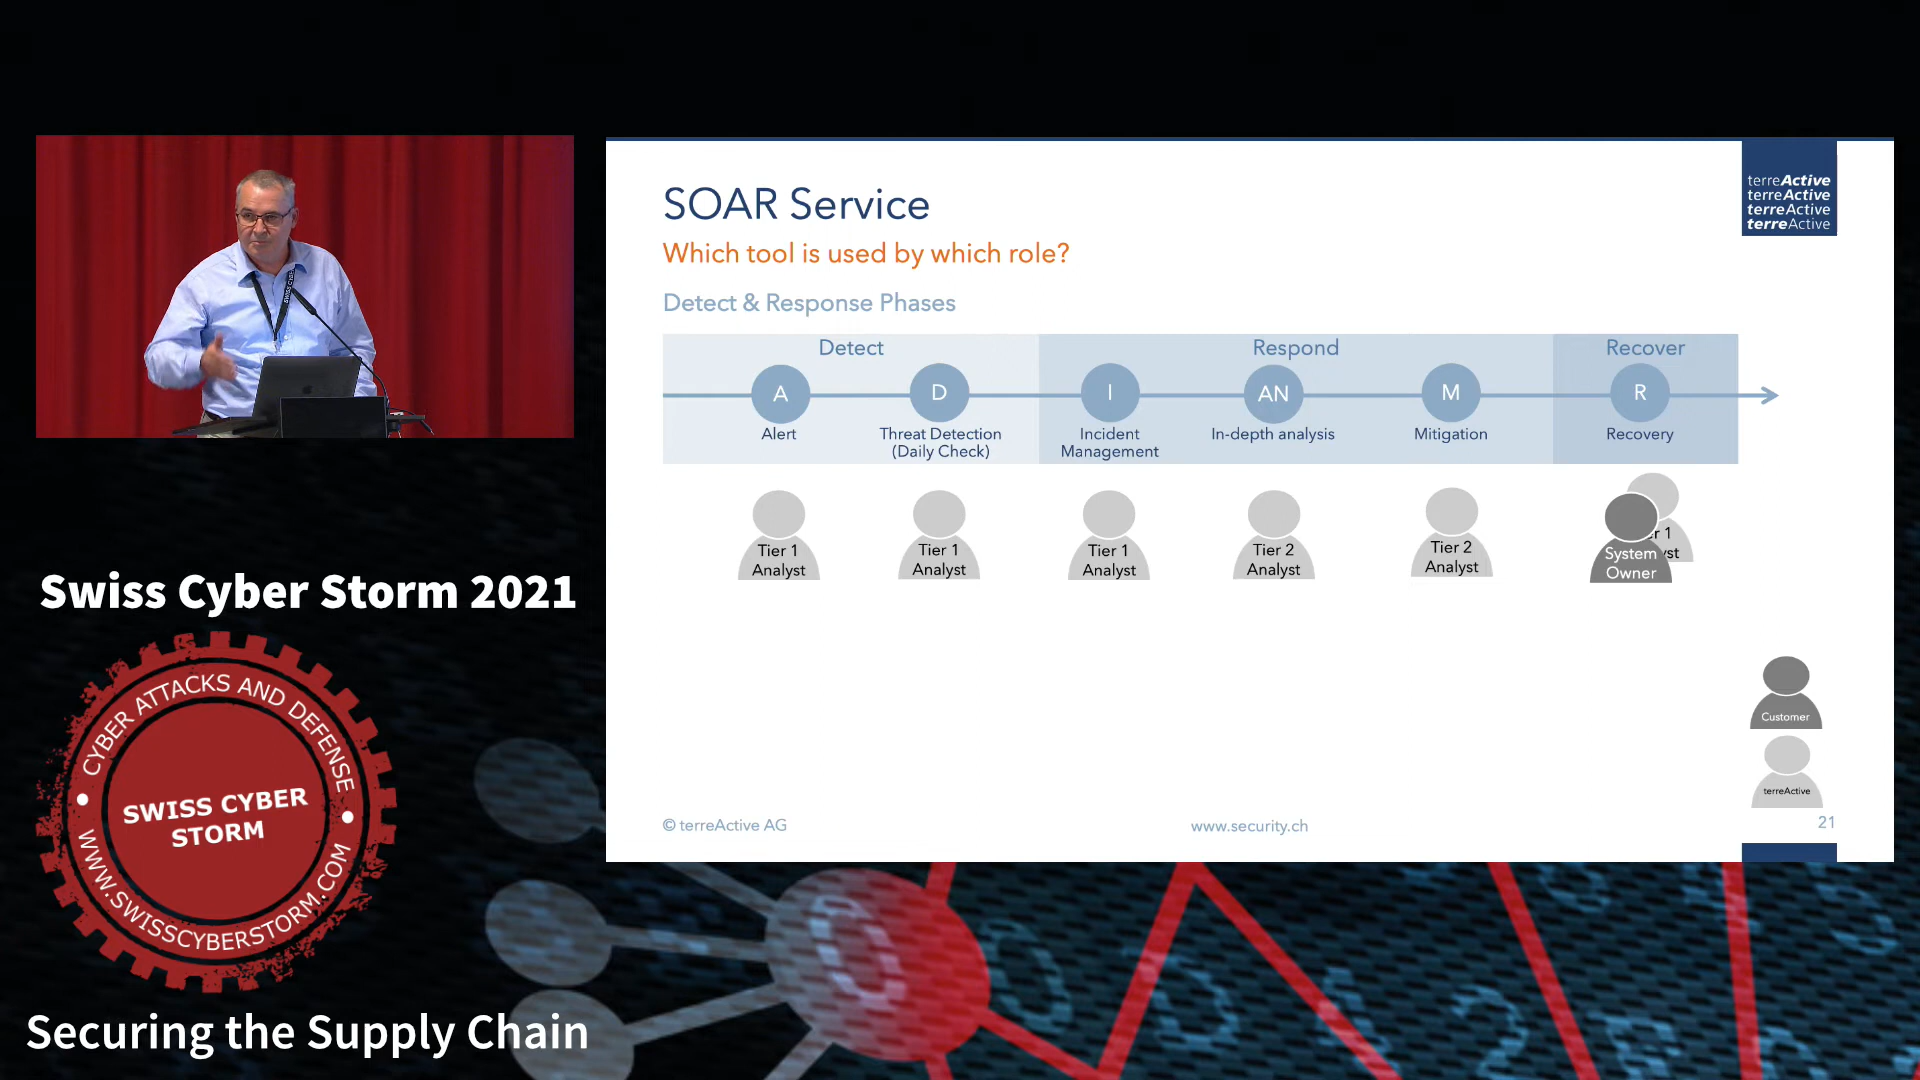 SOAR Service
Which tool is used by which role?
Detect & Response Phases
terreActive
terreActive
terreActive
terreActive
Detect
Respond
Recover
A
D
I
AN
M
R
Alert
Threat Detection
(Daily Check)
Incident
Management
In-depth analysis
Mitigation
Recovery
Tier 1
Analyst
Tier 1
Analyst
Tier 1
Analyst
Tier 2
Analyst
Tier 2
Analyst
r 1
yst
System
Owner
Customer
terreActive
© terreActive AG
www.security.ch
21
Swiss Cyber Storm 2021
CYBER ATTACKS AND DEFENSE
SWISS CYBER
STORM
WWW.SWISSCYBERSTORM.COM
Securing the Supply Chain